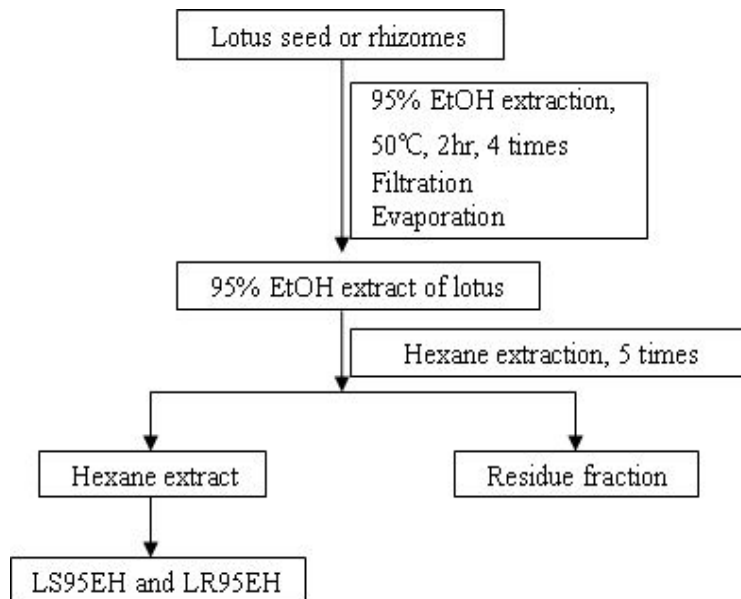 Lotus seed or rhizomes
95% EtOH extraction,
50℃, 2hr, 4 times
Filtration
Evaporation
95% EtOH extract of lotus
Hexane extraction, 5 times
Hexane extract
Residue fraction
LS95EH and LR95EH